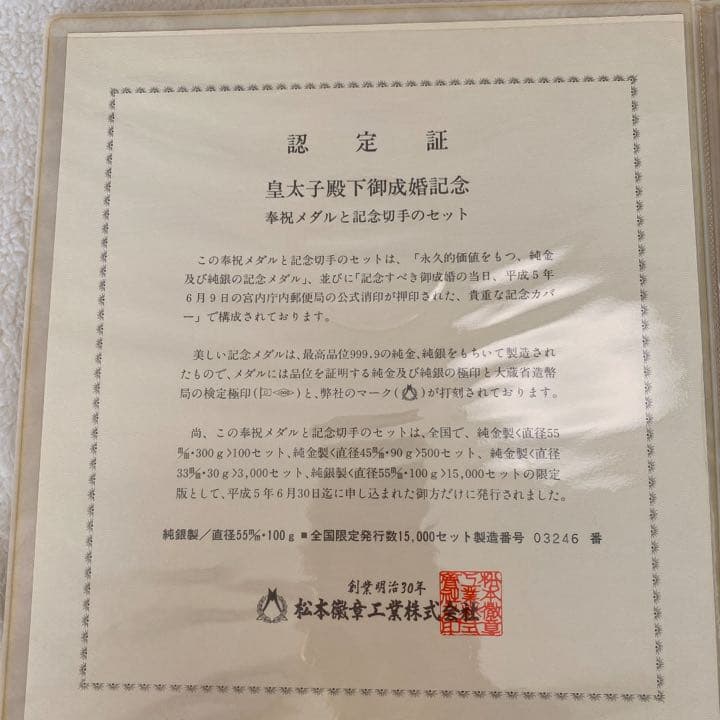 認定証
皇太子殿下御成婚記念
奉祝メダルと記念切手のセット
この奉祝メダルと記念切手のセットは、「永久的価値をもつ、純金
及び純銀の記念メダル」、並びに「記念すべき御成婚の当日、平成5年
6月9日の宮内庁内郵便局の公式消印が押印された、貴重な記念カバ
ー」で構成されております。
美しい記念メダルは、最高品位999.9の純金、純銀をもちいて製造され
たもので、メダルには品位を証明する純金及び純銀の極印と大蔵省造幣
局の検定極印()と、弊社のマーク()が打刻されております。
尚、この奉祝メダルと記念切手のセットは、全国で、純金製〈直径55
㎜・300g〉100セット、純金製〈直径45㎜・90g〉500セット、純金製〈直径
33㎜・30g〉3,000セット、純銀製〈直径55㎜・100g〉15,000セットの限定
版として、平成5年6月30日迄に申し込まれた御方だけに発行されました。
純銀製/直径55㎜・100g ■全国限定発行数15,000セット製造番号 03246 番
創業明治30年
松本徽章工業株式会社